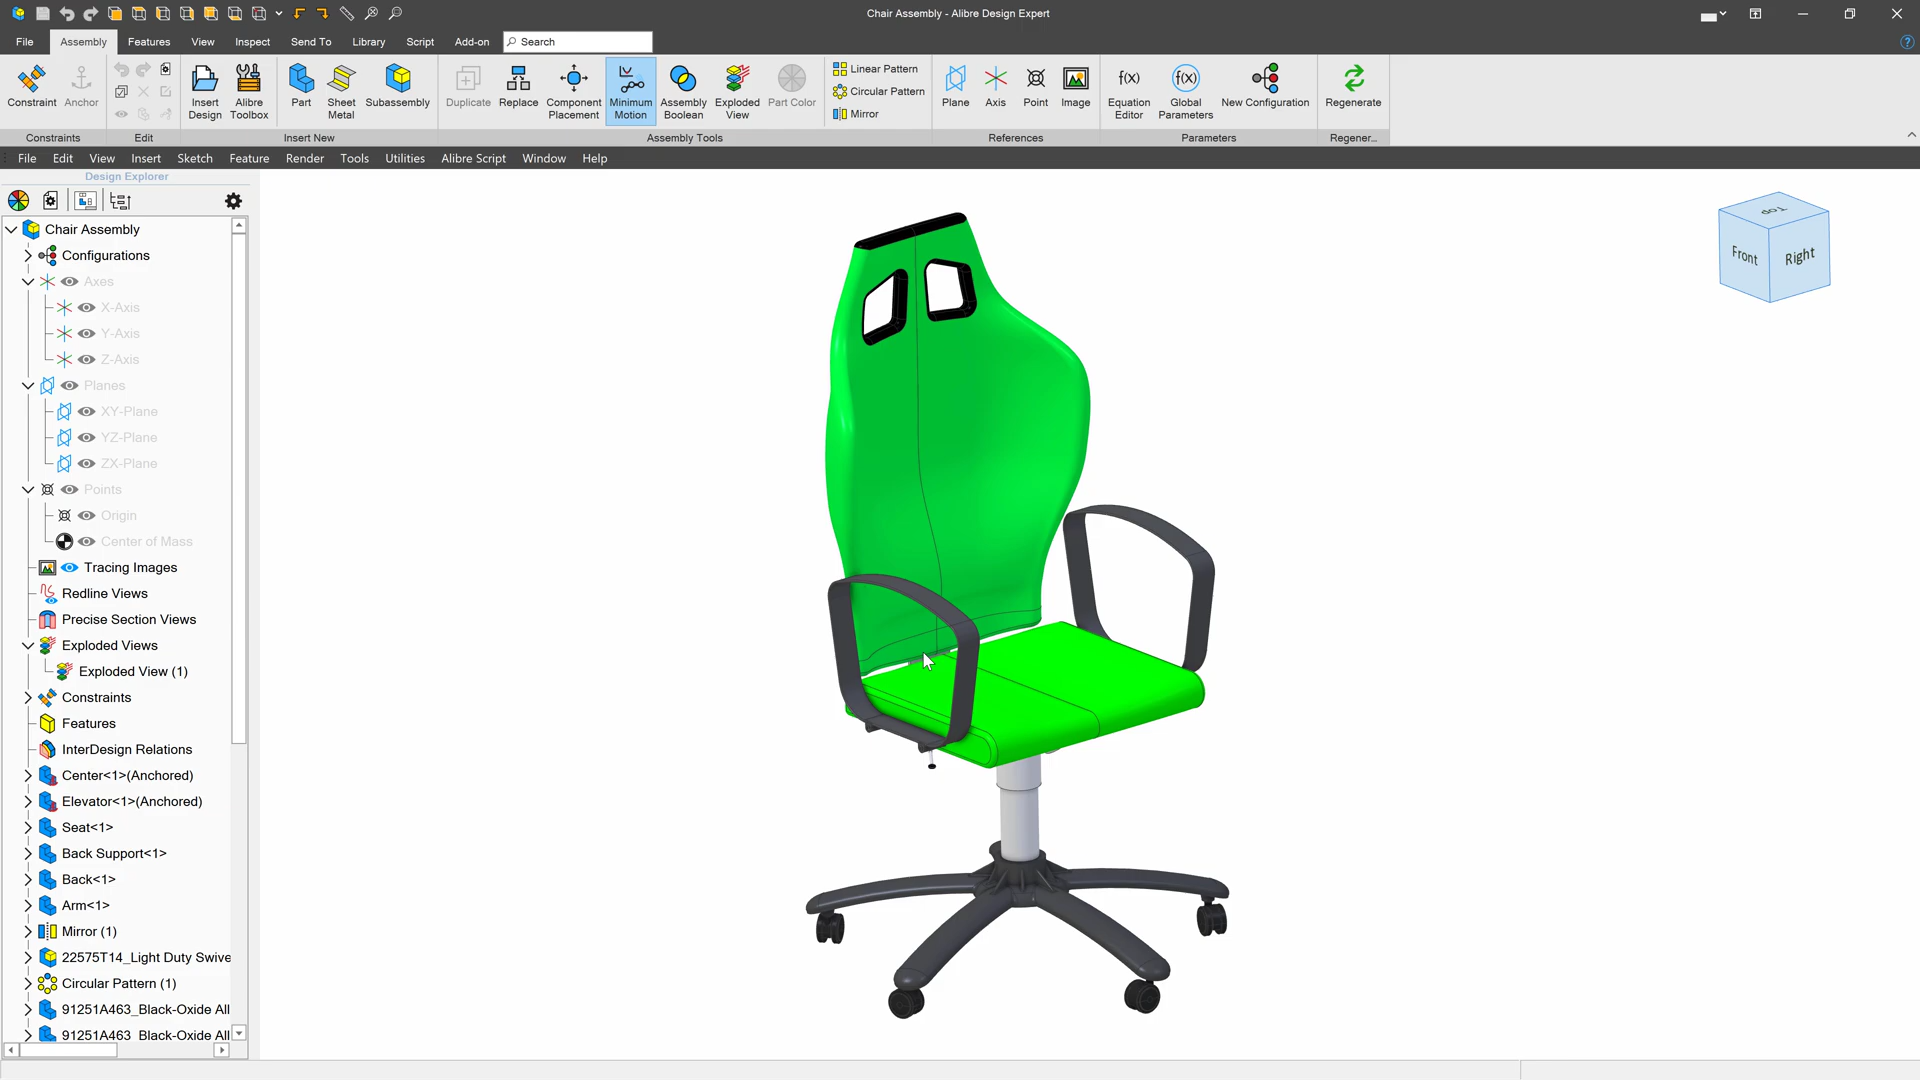 Chair Assembly - Alibre Design Expert
File Assembly Features View Inspect Send To Library Script Add-on Search
Constraint Anchor Insert Design Alibre Toolbox Part Sheet Metal Subassembly Duplicate Replace Component Placement Minimum Motion Assembly Boolean Exploded View Part Color Linear Pattern Circular Pattern Mirror Plane Axis Point Image f(x) Equation Editor f(x) Global Parameters New Configuration Regenerate
Constraints Edit Insert New Assembly Tools References Parameters Regener...
File Edit View Insert Sketch Feature Render Tools Utilities Alibre Script Window Help
Design Explorer
Chair Assembly
Configurations
Axes
X-Axis
Y-Axis
Z-Axis
Planes
XY-Plane
YZ-Plane
ZX-Plane
Points
Origin
Center of Mass
Tracing Images
Redline Views
Precise Section Views
Exploded Views
Exploded View (1)
Constraints
Features
InterDesign Relations
Center<1>(Anchored)
Elevator<1>(Anchored)
Seat<1>
Back Support<1>
Back<1>
Arm<1>
Mirror (1)
22575T14_Light Duty Swive
Circular Pattern (1)
91251A463_Black-Oxide All
91251A463_Black-Oxide All
Top
Front Right